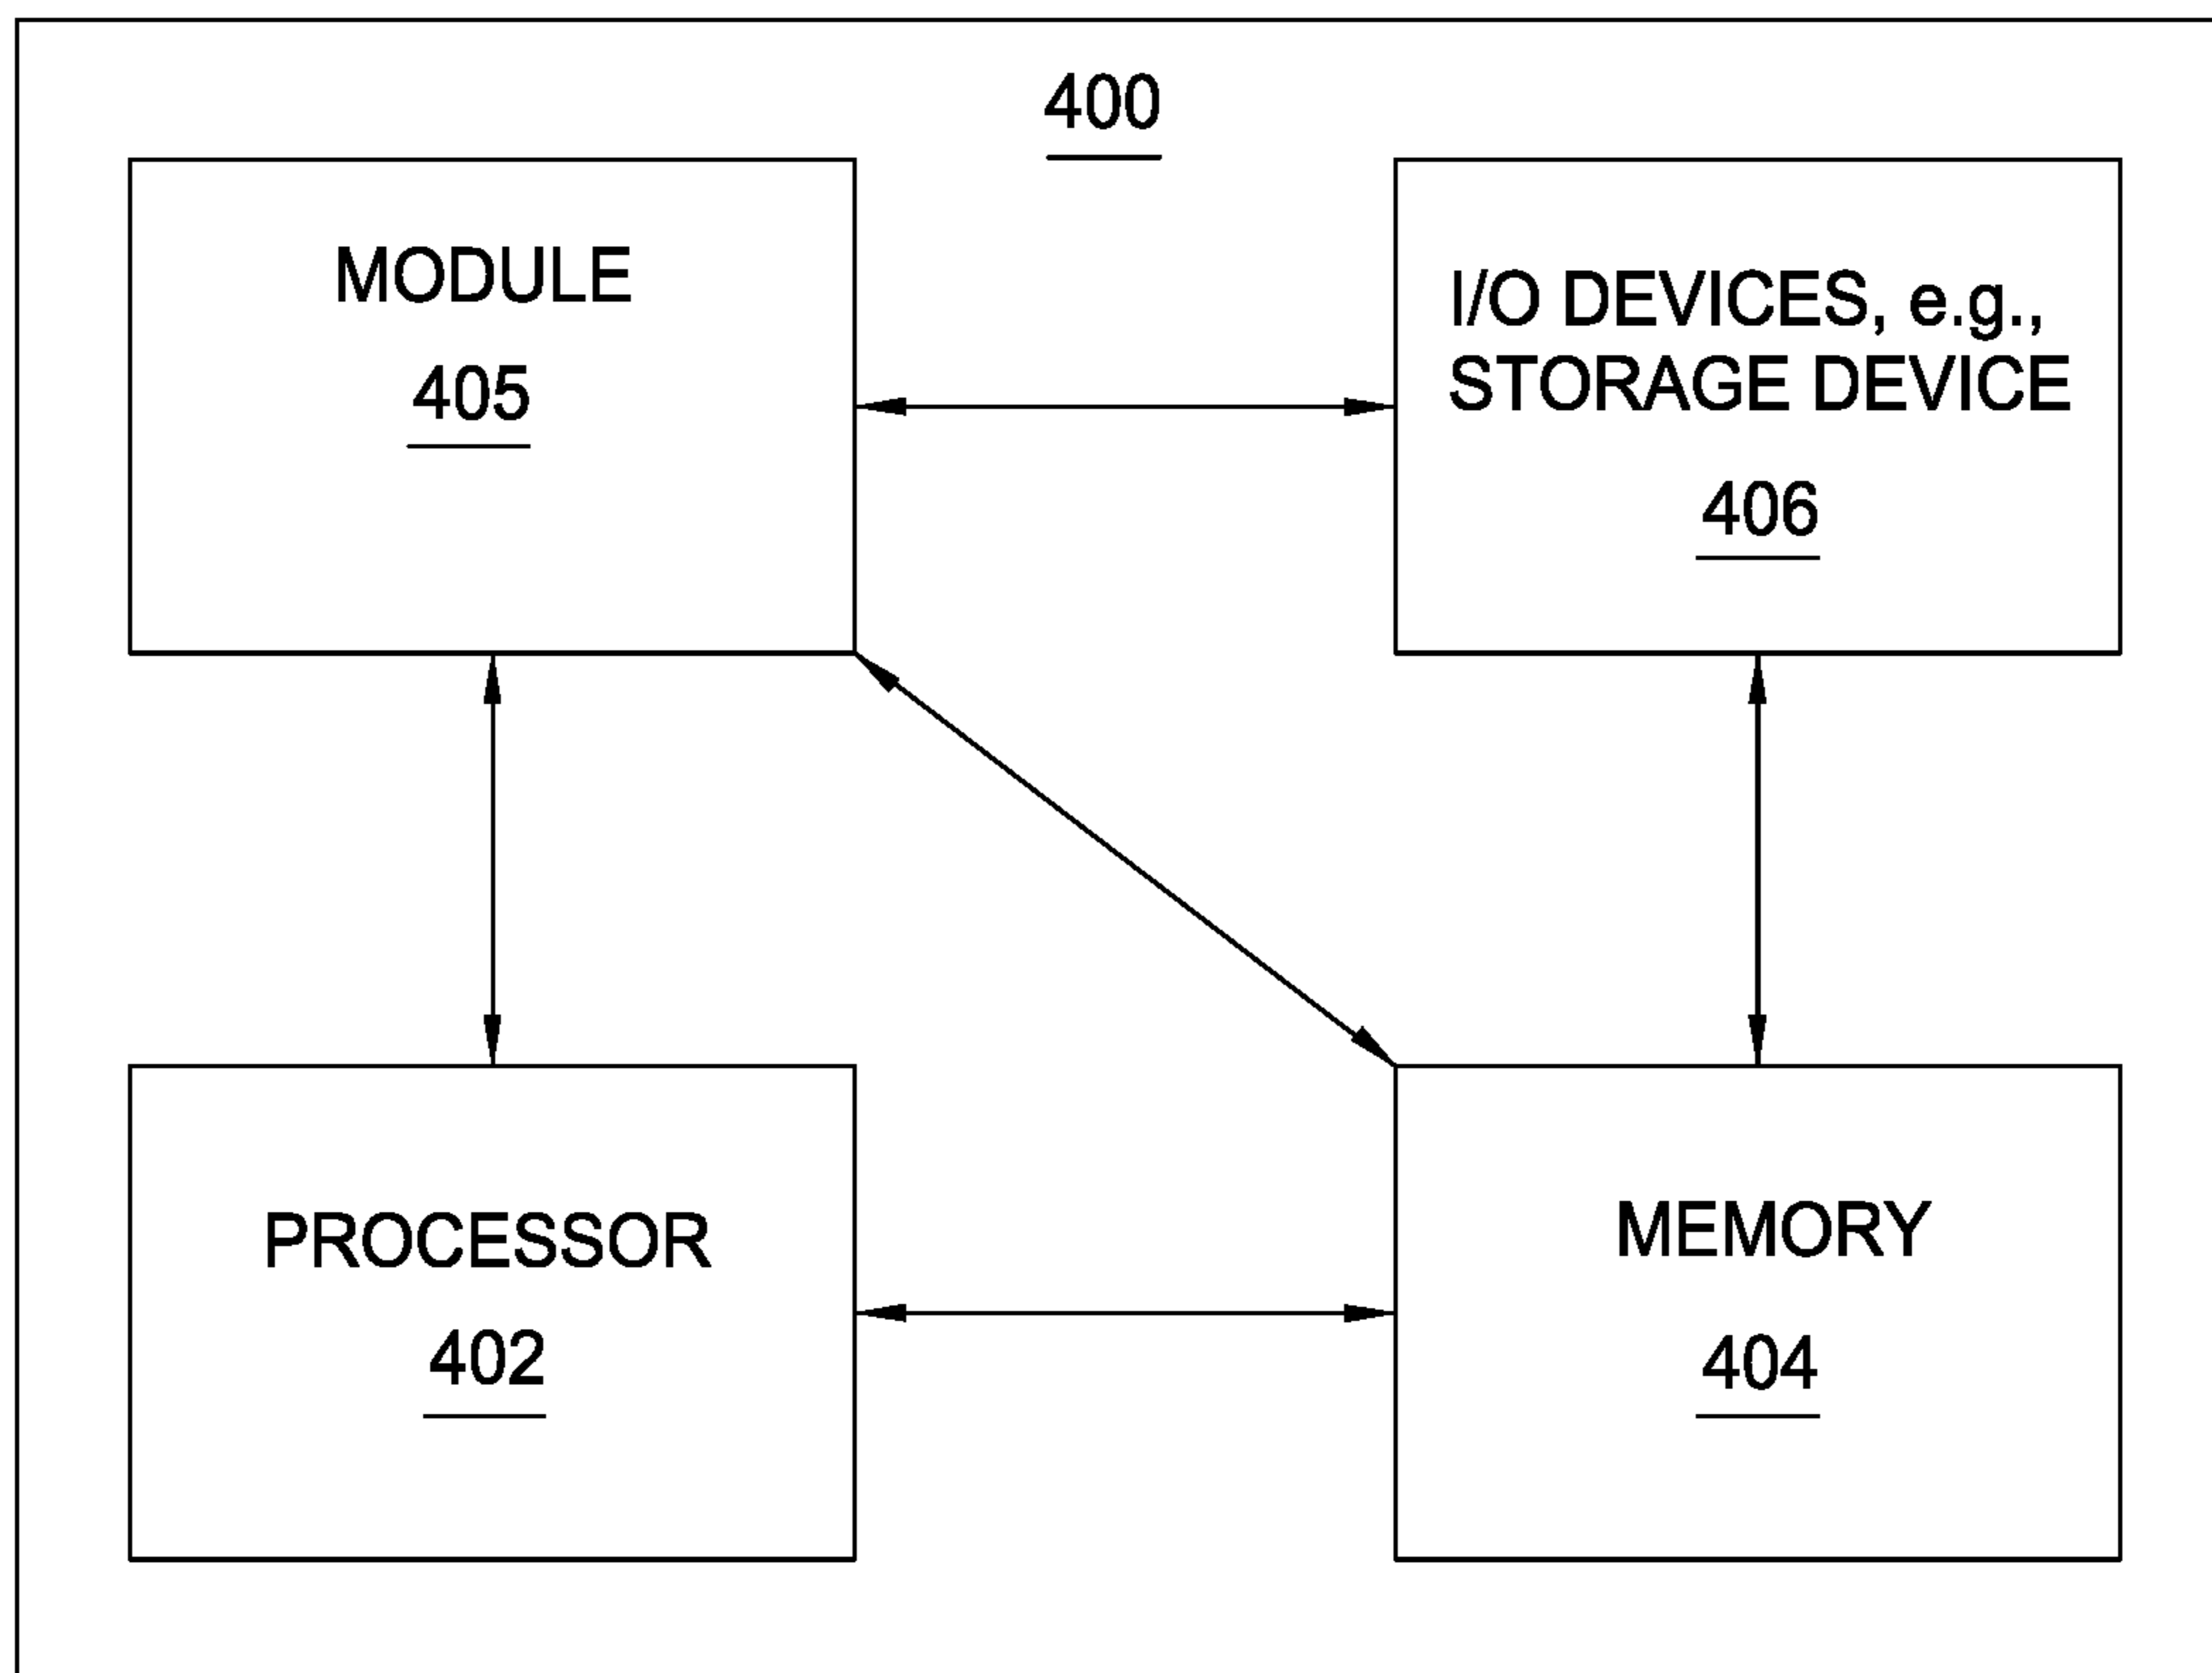 400
MODULE
405
I/O DEVICES, e.g.,
STORAGE DEVICE
406
PROCESSOR
402
MEMORY
404